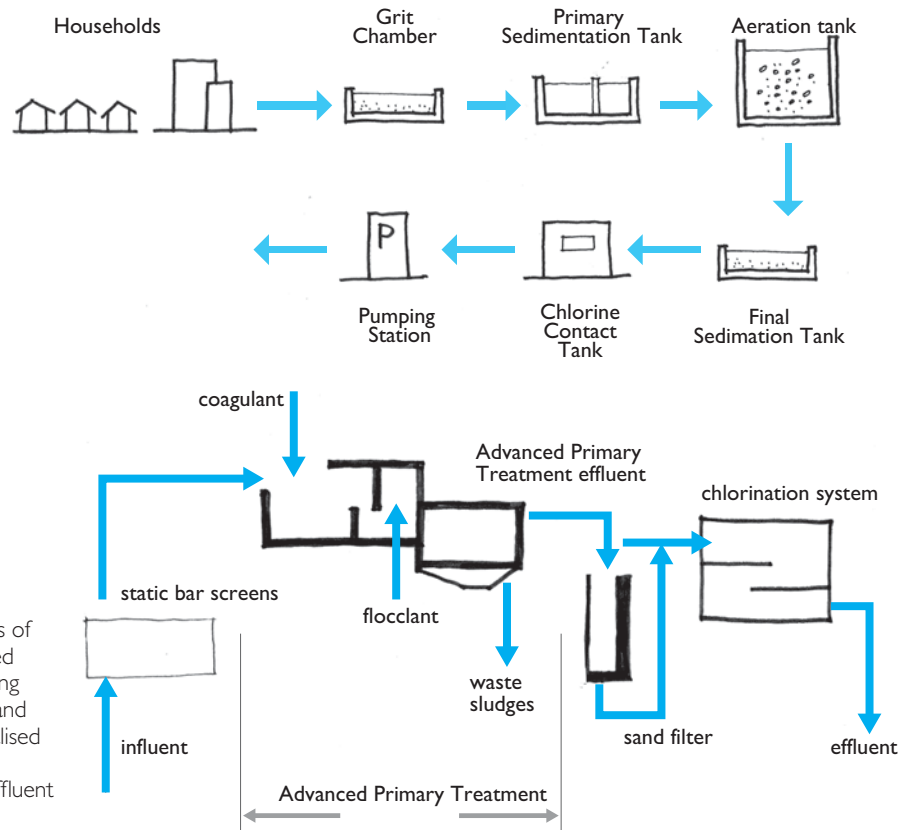 Households
Grit
Chamber
Primary
Sedimentation Tank
Aeration tank
P
Pumping
Station
Chlorine
Contact
Tank
Final
Sedimation Tank
coagulant
Advanced Primary
Treatment effluent
chlorination system
static bar screens
flocclant
waste
sludges
sand filter
influent
effluent
Advanced Primary Treatment